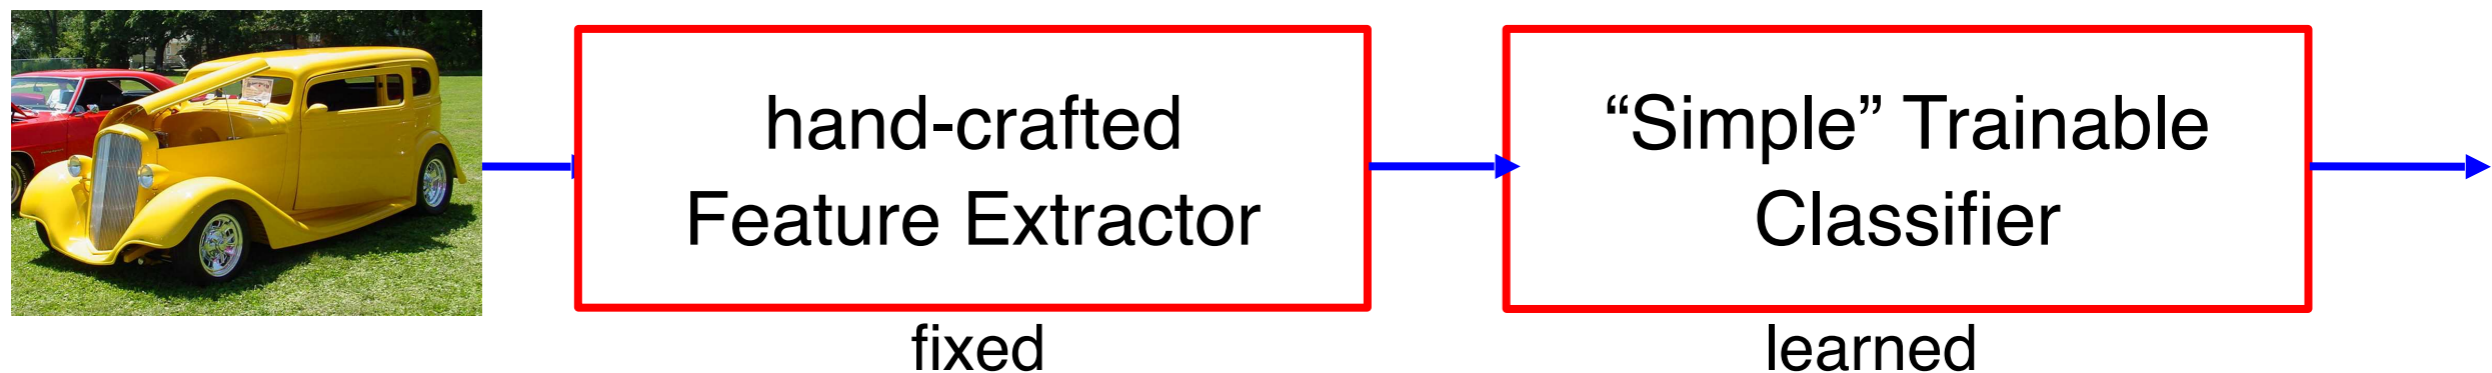 hand-crafted
Feature Extractor
fixed
“Simple” Trainable
Classifier
learned